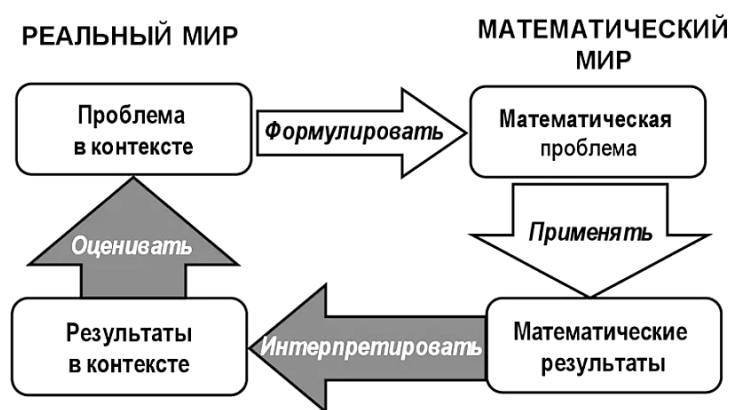 РЕАЛЬНЫЙ МИР
МАТЕМАТИЧЕСКИЙ
МИР
Проблема
в контексте
Формулировать
Математическая
проблема
Оценивать
Применять
Результаты
в контексте
Интерпретировать
Математические
результаты